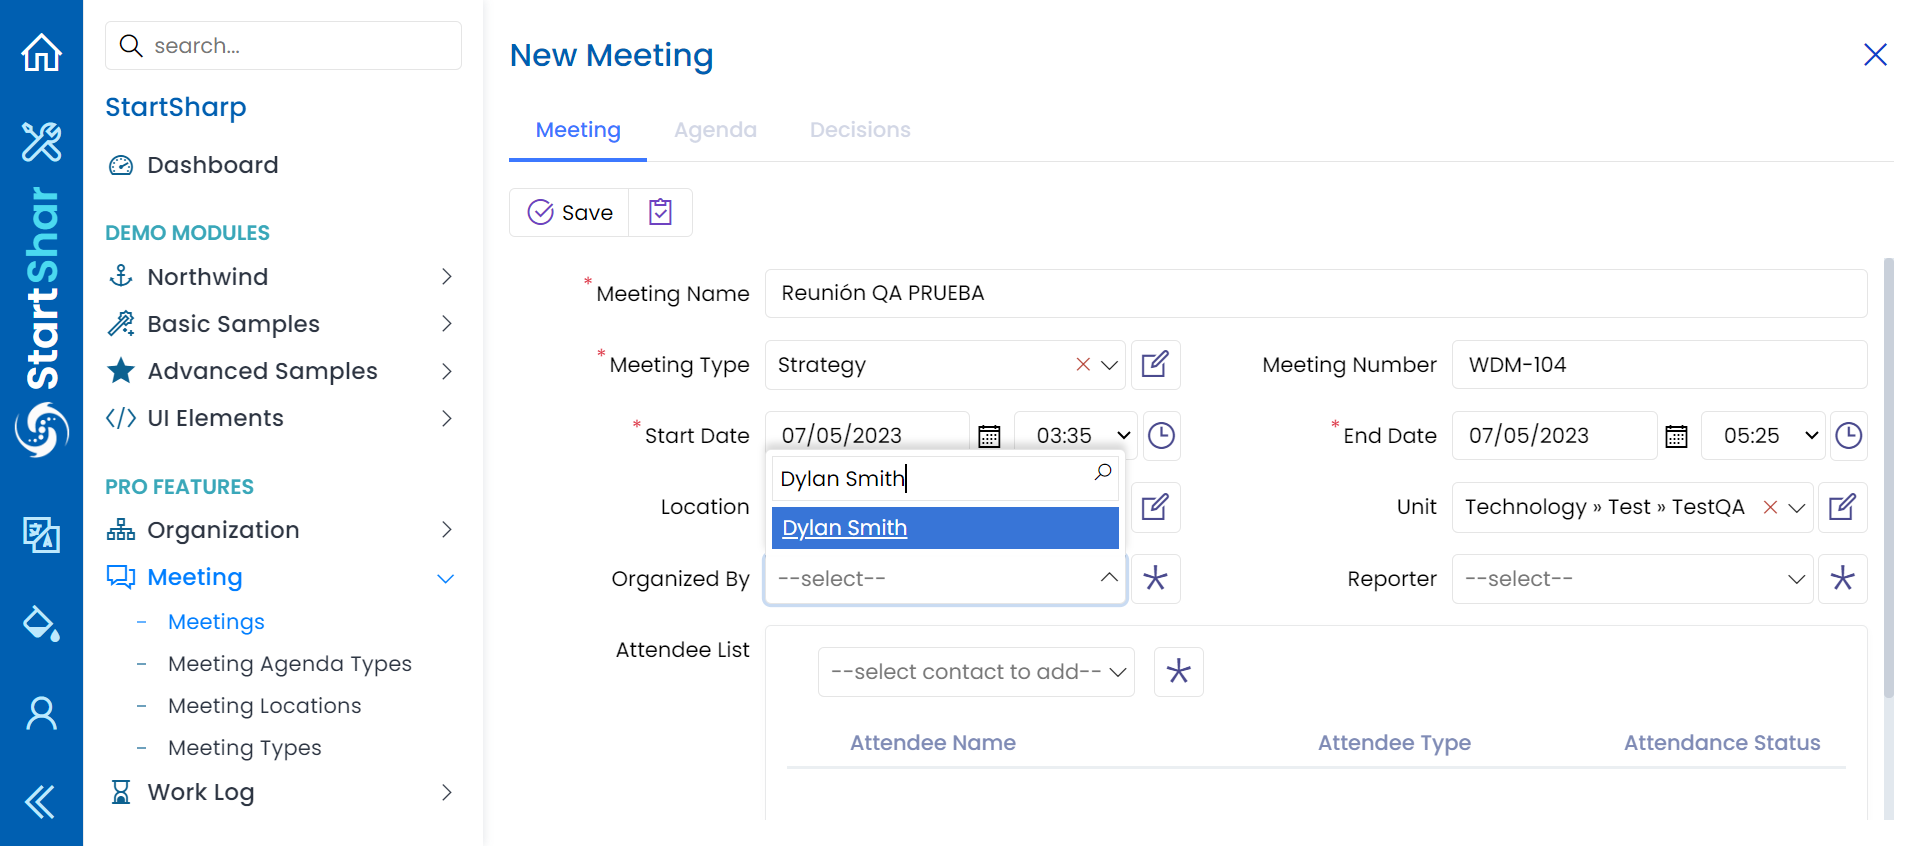 search...
StartSharp
Dashboard
DEMO MODULES
Northwind
Basic Samples
Advanced Samples
UI Elements
PRO FEATURES
Organization
Meeting
- Meetings
- Meeting Agenda Types
- Meeting Locations
- Meeting Types
Work Log
StartShar
New Meeting
Meeting Agenda Decisions
Save
* Meeting Name Reunión QA PRUEBA
* Meeting Type Strategy Meeting Number WDM-104
* Start Date 07/05/2023 03:35 * End Date 07/05/2023 05:25
Dylan Smith
Location Unit Technology » Test » TestQA
Dylan Smith
Organized By --select-- Reporter --select--
Attendee List
--select contact to add--
Attendee Name Attendee Type Attendance Status